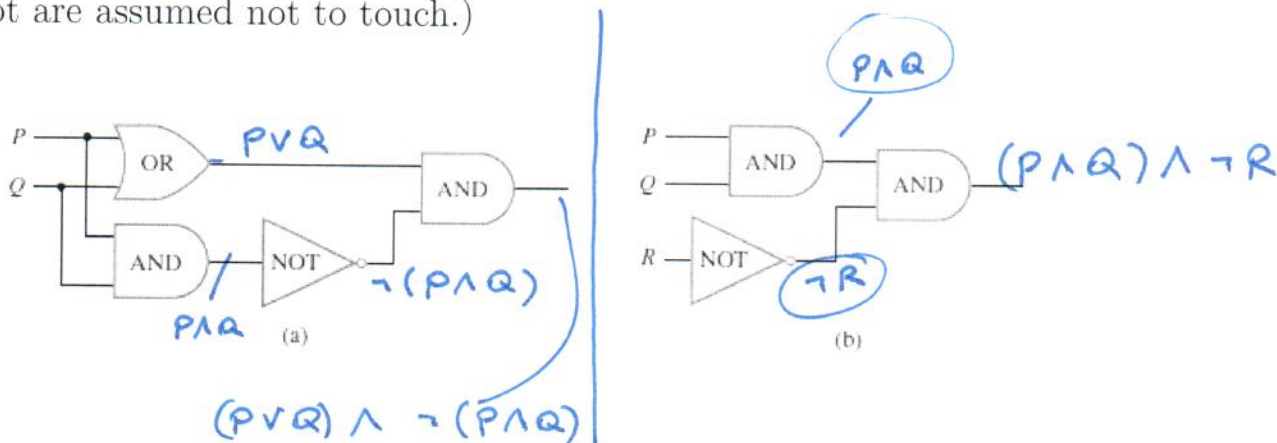 ot are assumed not to touch.)
P
Q
OR
P∨Q
AND
AND
P∧Q
NOT
¬(P∧Q)
(a)
(P∨Q) ∧ ¬(P∧Q)
P∧Q
P
Q
AND
AND
(P∧Q) ∧ ¬R
R
NOT
¬R
(b)